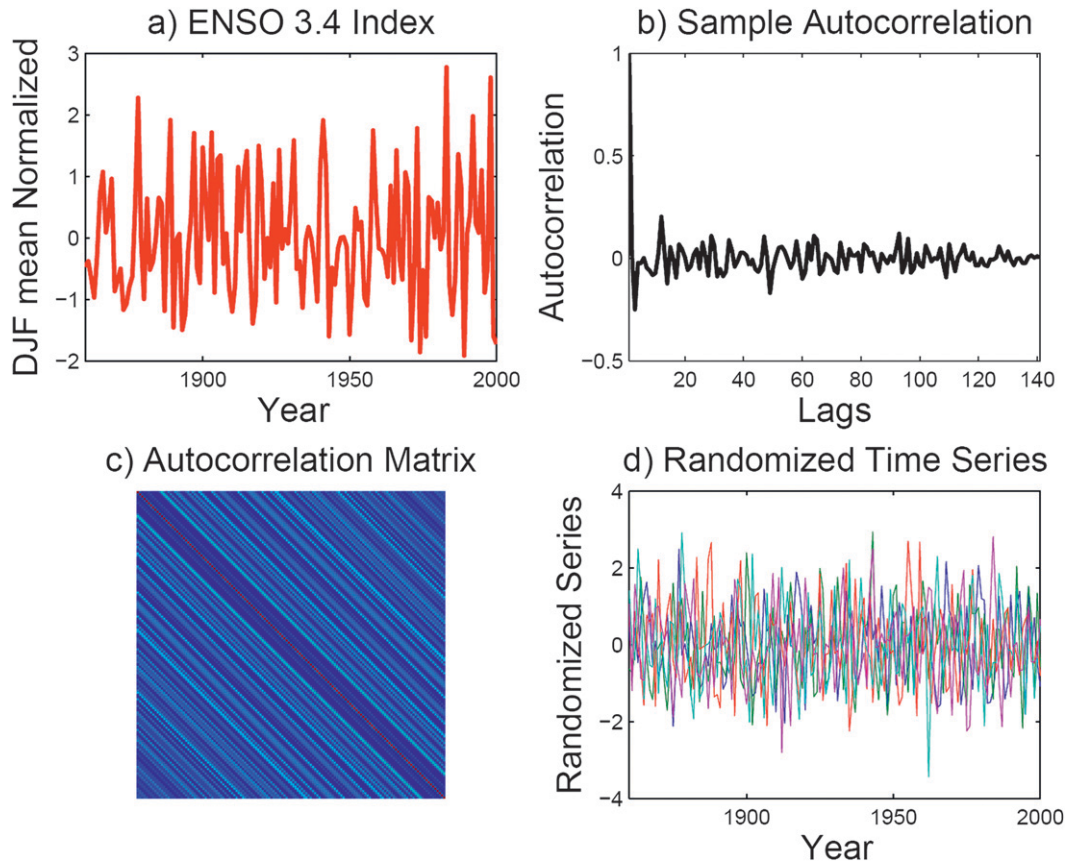 a) ENSO 3.4 Index
DJF mean Normalized
3
2
1
0
−1
−2
1900
1950
2000
Year
b) Sample Autocorrelation
Autocorrelation
1
0.5
0
−0.5
20
40
60
80
100
120
140
Lags
c) Autocorrelation Matrix
d) Randomized Time Series
Randomized Series
4
2
0
−2
−4
1900
1950
2000
Year